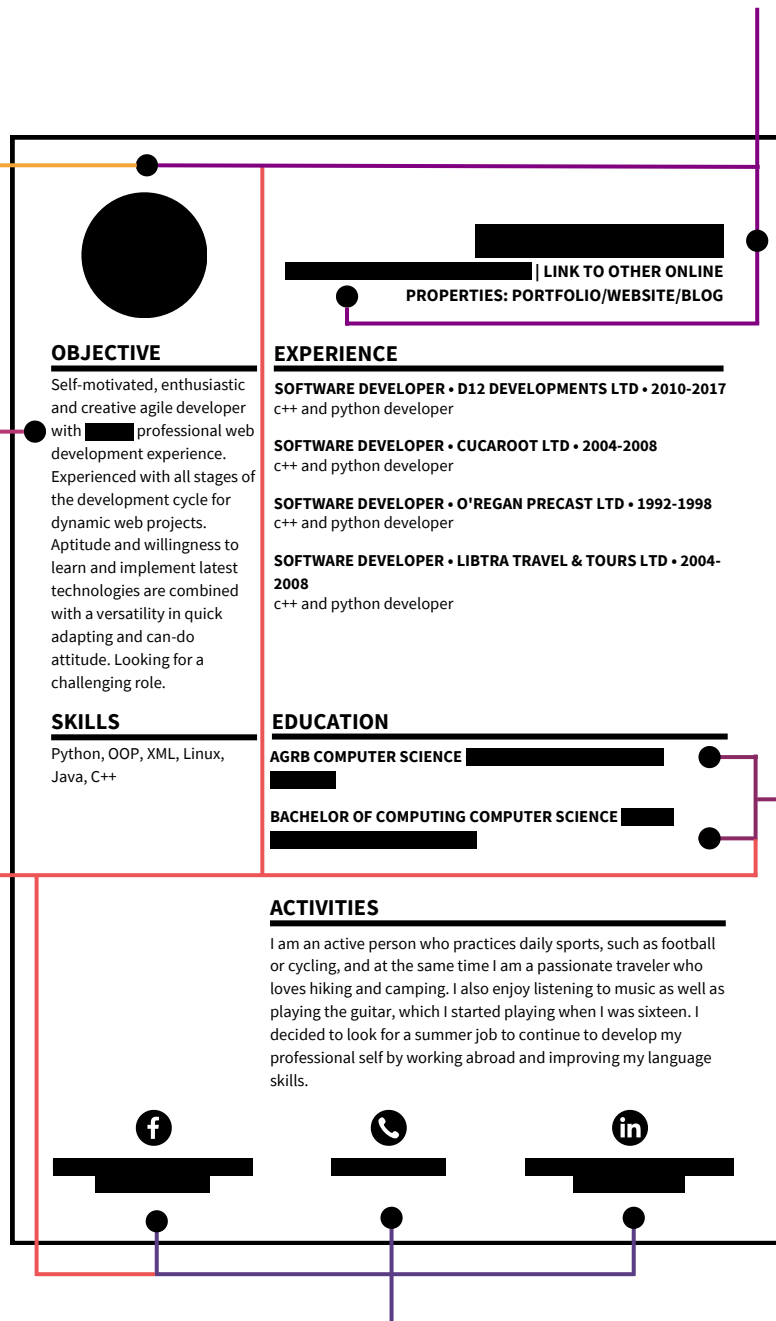 | LINK TO OTHER ONLINE
PROPERTIES: PORTFOLIO/WEBSITE/BLOG
OBJECTIVE
Self-motivated, enthusiastic
and creative agile developer
with professional web
development experience.
Experienced with all stages of
the development cycle for
dynamic web projects.
Aptitude and willingness to
learn and implement latest
technologies are combined
with a versatility in quick
adapting and can-do
attitude. Looking for a
challenging role.
SKILLS
Python, OOP, XML, Linux,
Java, C++
EXPERIENCE
SOFTWARE DEVELOPER • D12 DEVELOPMENTS LTD • 2010-2017
c++ and python developer
SOFTWARE DEVELOPER • CUCAROOT LTD • 2004-2008
c++ and python developer
SOFTWARE DEVELOPER • O'REGAN PRECAST LTD • 1992-1998
c++ and python developer
SOFTWARE DEVELOPER • LIBTRA TRAVEL & TOURS LTD • 2004-
2008
c++ and python developer
EDUCATION
AGRB COMPUTER SCIENCE
BACHELOR OF COMPUTING COMPUTER SCIENCE
ACTIVITIES
I am an active person who practices daily sports, such as football
or cycling, and at the same time I am a passionate traveler who
loves hiking and camping. I also enjoy listening to music as well as
playing the guitar, which I started playing when I was sixteen. I
decided to look for a summer job to continue to develop my
professional self by working abroad and improving my language
skills.
f
in